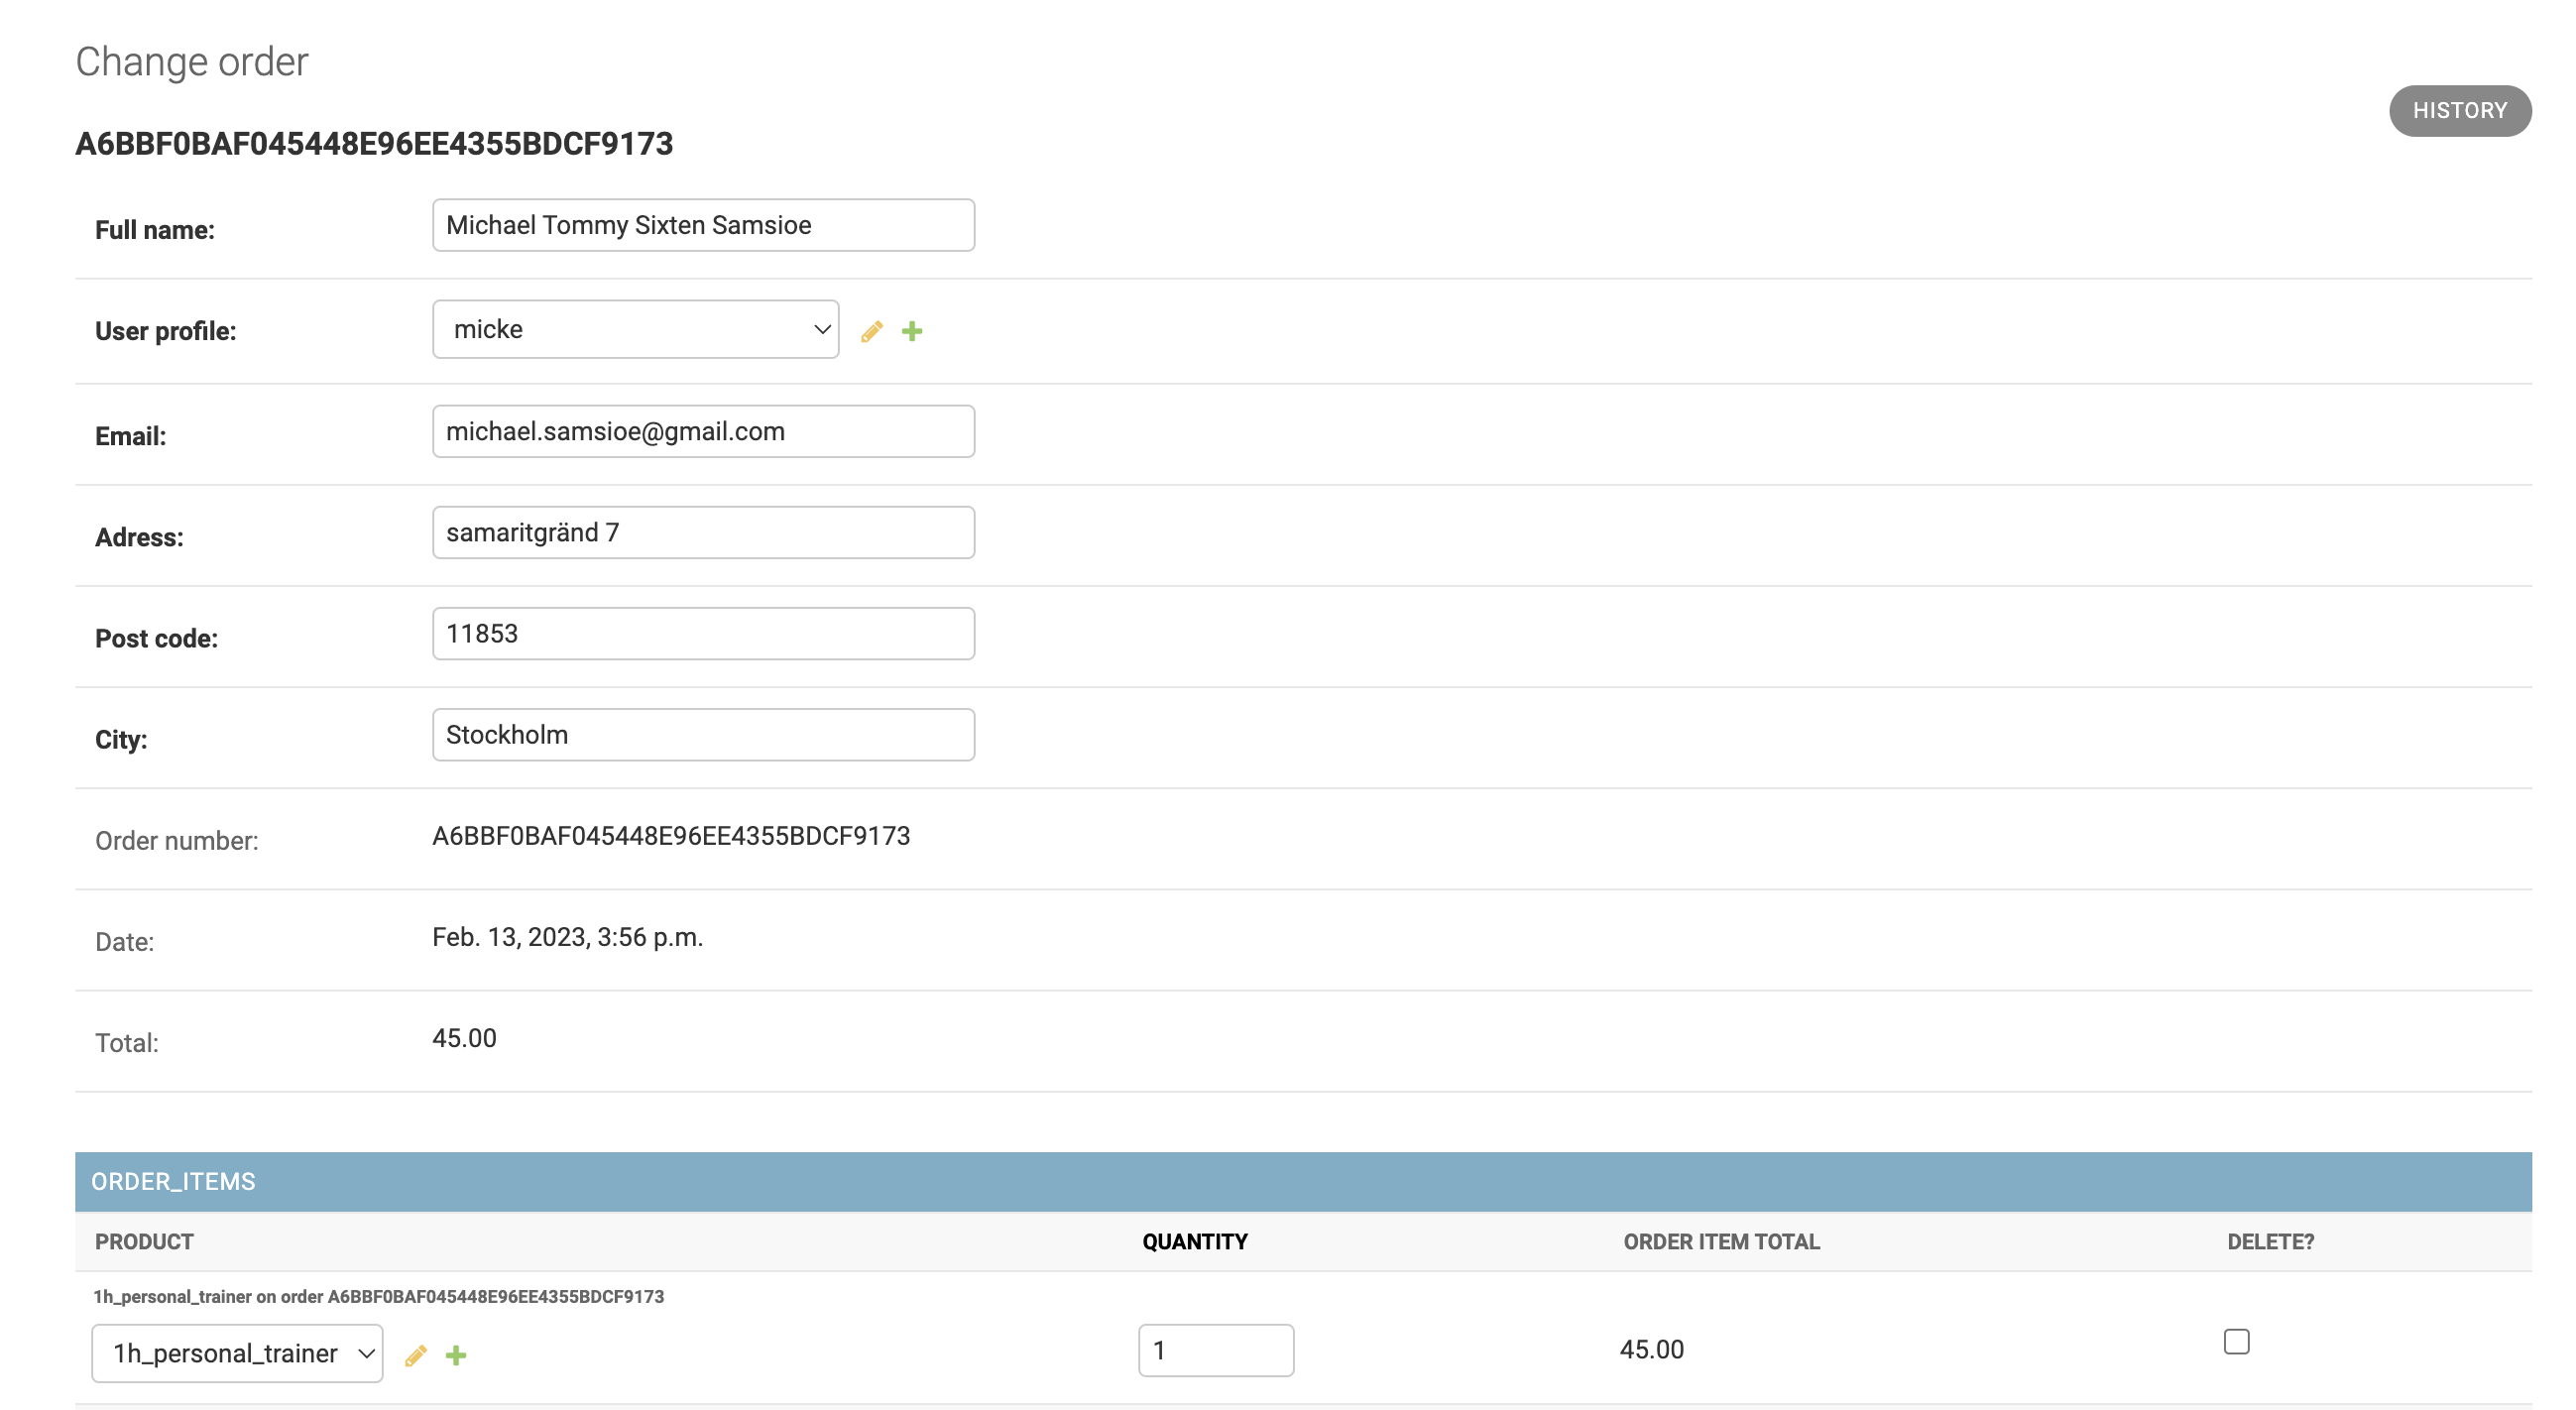 Change order
HISTORY
A6BBF0BAF045448E96EE4355BDCF9173
Full name: Michael Tommy Sixten Samsioe
User profile: micke
Email: michael.samsioe@gmail.com
Adress: samaritgränd 7
Post code: 11853
City: Stockholm
Order number: A6BBF0BAF045448E96EE4355BDCF9173
Date: Feb. 13, 2023, 3:56 p.m.
Total: 45.00
ORDER_ITEMS
PRODUCT QUANTITY ORDER ITEM TOTAL DELETE?
1h_personal_trainer on order A6BBF0BAF045448E96EE4355BDCF9173
1h_personal_trainer 1 45.00